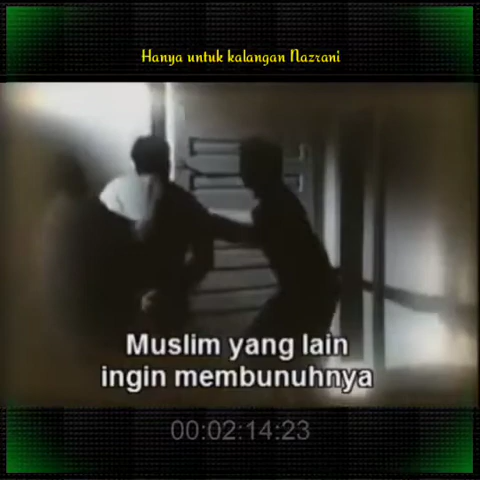 Hanya untuk kalangan Nazrani
Muslim yang lain
ingin membunuhnya
00:02:14:23